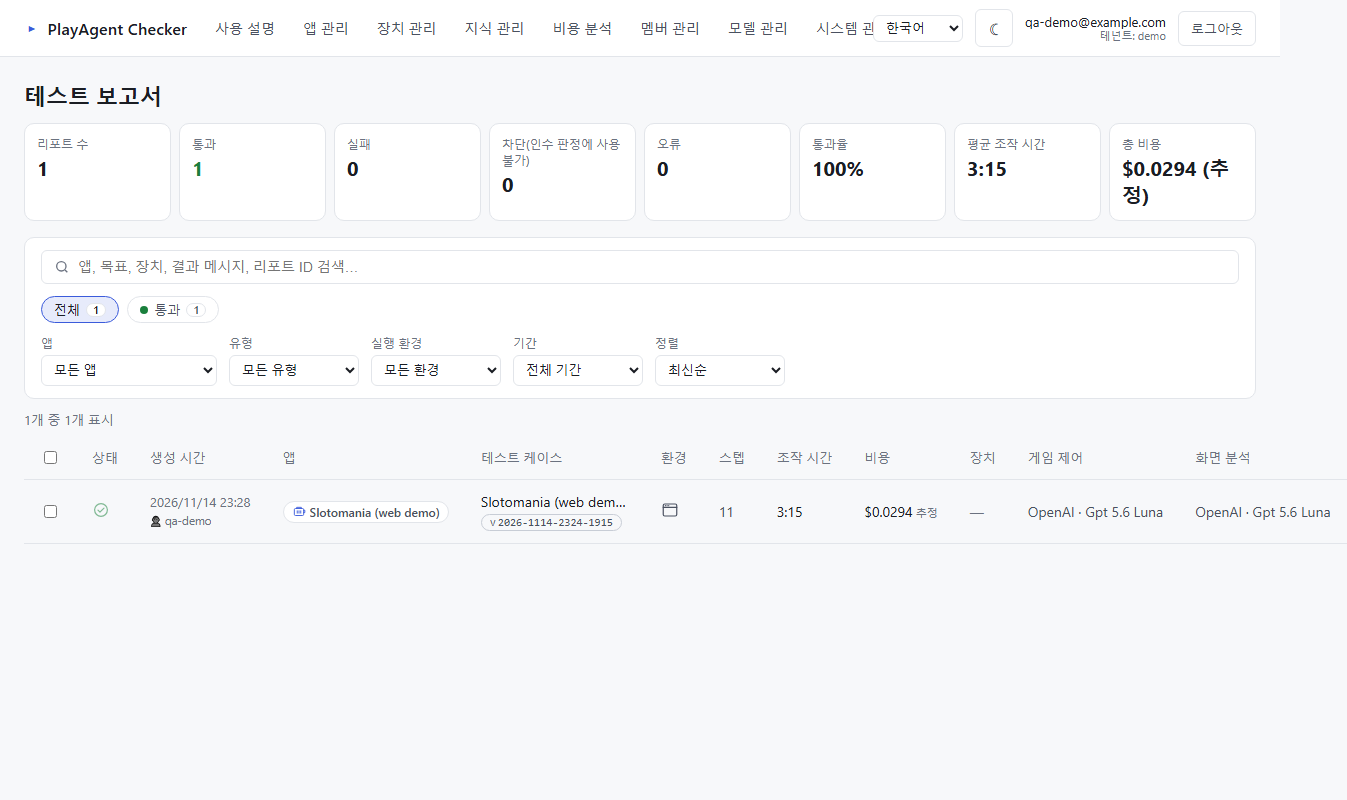 PlayAgent Checker 사용 설명 앱 관리 장치 관리 지식 관리 비용 분석 멤버 관리 모델 관리 시스템 관 한국어 qa-demo@example.com 로그아웃
테넌트: demo
테스트 보고서
리포트 수
1
통과
1
실패
0
차단(인수 판정에 사용
불가)
0
오류
0
통과율
100%
평균 조작 시간
3:15
총 비용
$0.0294 (추
정)
앱, 목표, 장치, 결과 메시지, 리포트 ID 검색...
전체 1 통과 1
앱 유형 실행 환경 기간 정렬
모든 앱 모든 유형 모든 환경 전체 기간 최신순
1개 중 1개 표시
상태 생성 시간 앱 테스트 케이스 환경 스텝 조작 시간 비용 장치 게임 제어 화면 분석
2026/11/14 23:28
qa-demo
Slotomania (web demo)
Slotomania (web dem...
v 2026-1114-2324-1915
11 3:15 $0.0294 추정 — OpenAI · Gpt 5.6 Luna OpenAI · Gpt 5.6 Luna